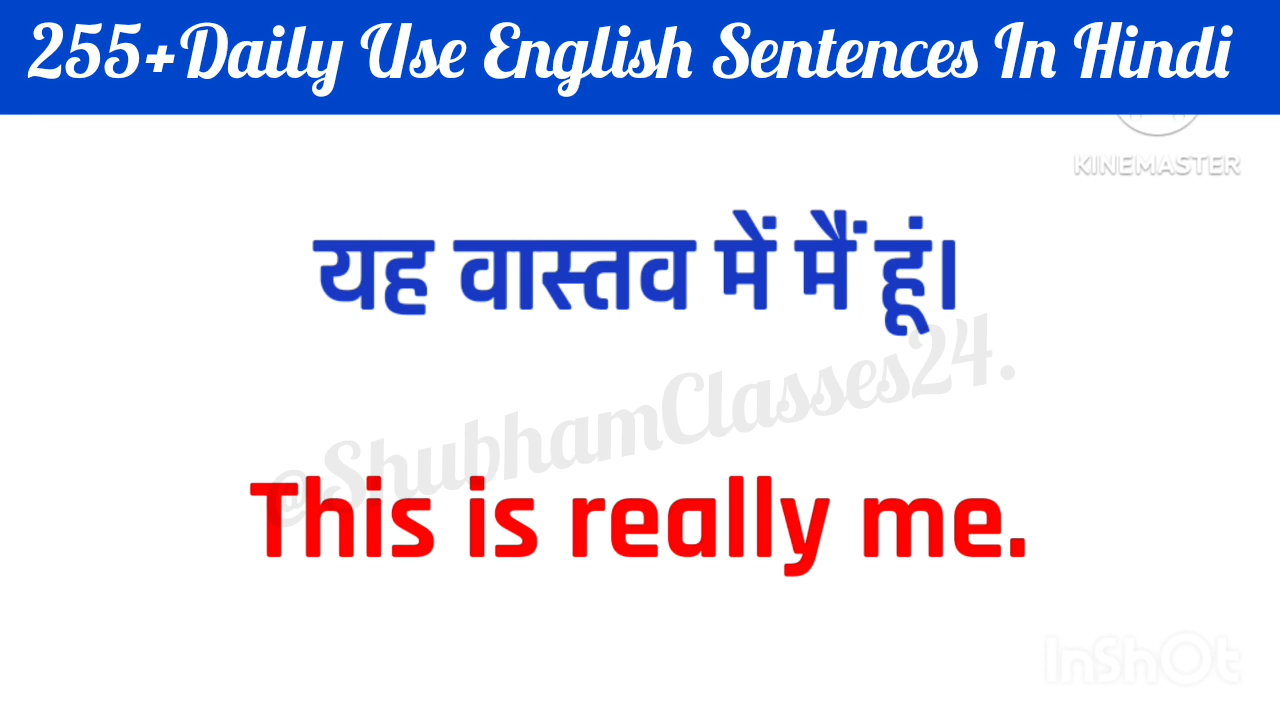 255+Daily Use English Sentences In Hindi
KINEMASTER
यह वास्तव में मैं हूं।
@ShubhamClasses24.
This is really me.
InShOt